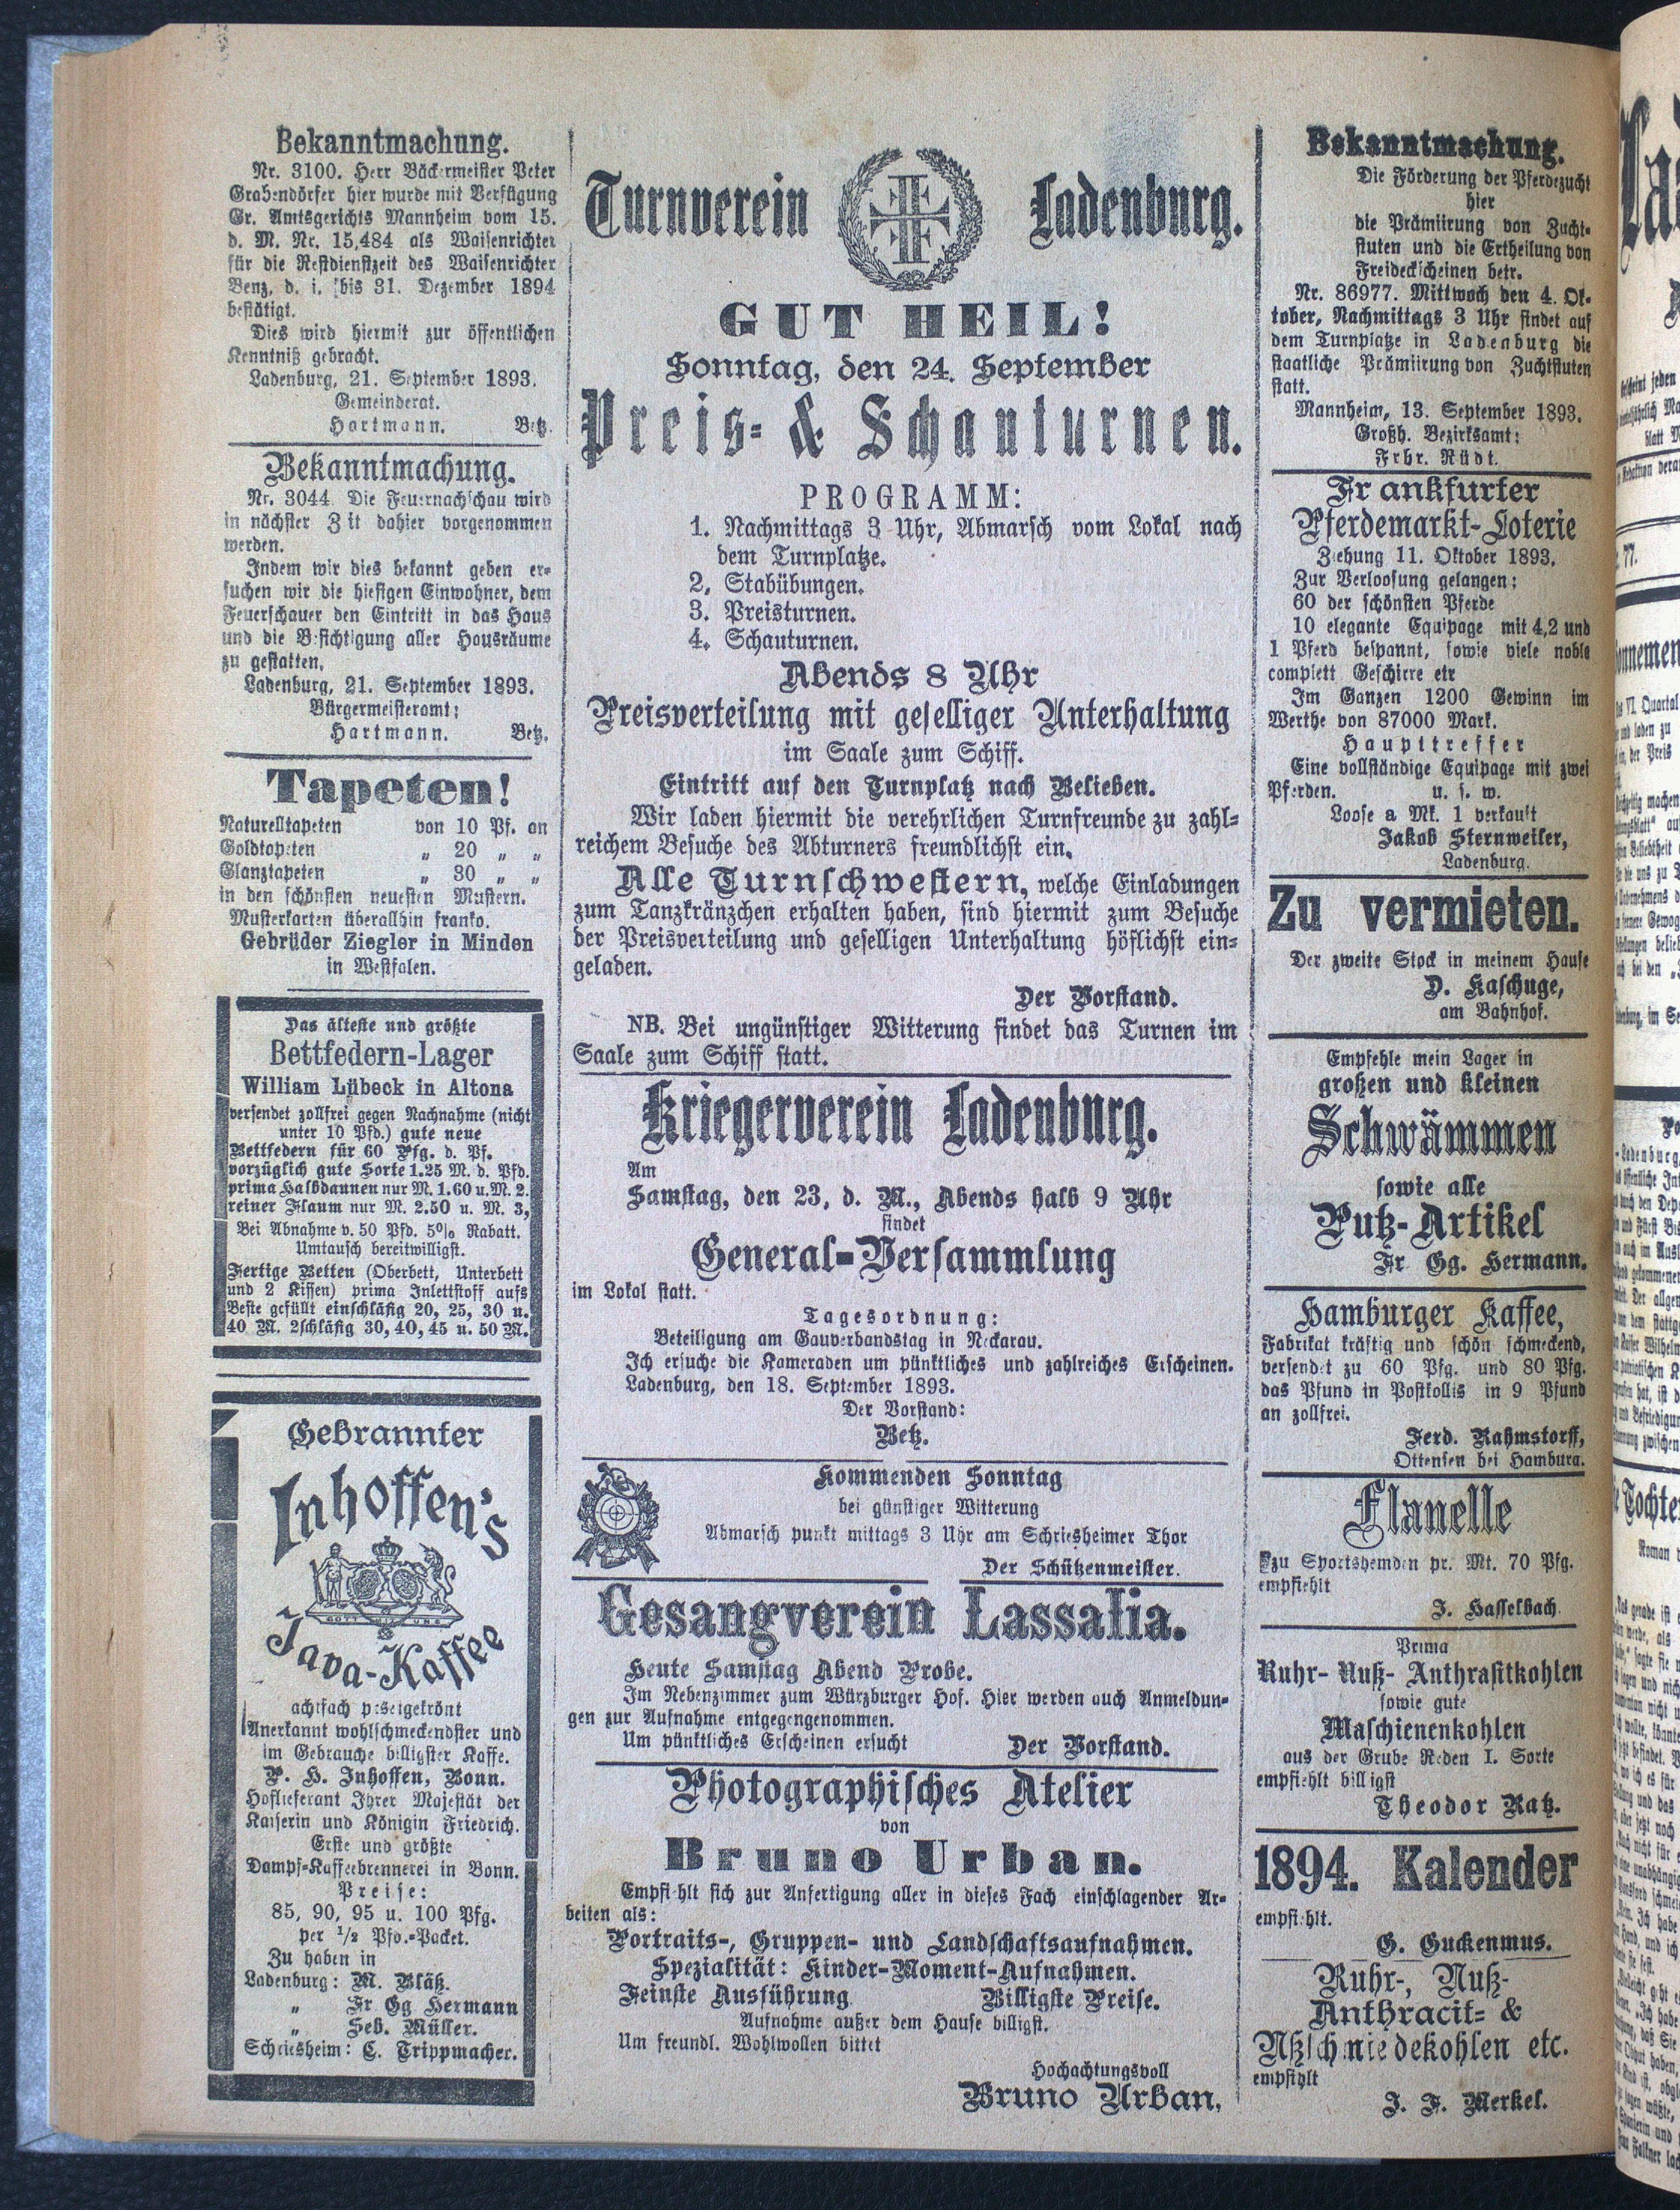 Bekanntmachung.
Nr. 3100. Herr Bäckermeister Peter
Grabendörfer hier wurde mit Verfügung
Gr. Amtsgerichts Mannheim vom 15.
d. M. Nr. 15,484 als Waisenrichter
für die Restdienstzeit des Waisenrichter
Benz, d. i. bis 31. Dezember 1894
bestätigt.
Dies wird hiermit zur öffentlichen
Kenntniß gebracht.
Ladenburg, 21. September 1893.
Gemeinderat.
Hartmann. Betz.
Bekanntmachung.
Nr. 3044. Die Feuernachschau wird
in nächster Z it dahier vorgenommen
werden.
Indem wir dies bekannt geben er-
suchen wir die hiesigen Einwohner, dem
Feuerschauer den Eintritt in das Haus
und die Besichtigung aller Hausräume
zu gestatten.
Ladenburg, 21. September 1893.
Bürgermeisteramt:
Hartmann. Betz.
Tapeten!
Naturelltapeten von 10 Pf. an
Goldtapeten „ 20 „ „
Glanztapeten „ 30 „ „
in den schönsten neuesten Mustern.
Musterkarten überallhin franko.
Gebrüder Ziegler in Minden
in Westfalen.
Das älteste und größte
Bettfedern-Lager
William Lübeck in Altona
versendet zollfrei gegen Nachnahme (nicht
unter 10 Pfd.) gute neue
Bettfedern für 60 Pfg. d. Pf.
vorzüglich gute Sorte 1.25 M. d. Pfd.
prima Halbdaunen nur M. 1.60 u. M. 2.
reiner Flaum nur M. 2.50 u. M. 3,
Bei Abnahme v. 50 Pfd. 5% Rabatt.
Umtausch bereitwilligst.
Fertige Betten (Oberbett, Unterbett
und 2 Kissen) prima Inlettstoff aufs
Beste gefüllt einschläfig 20, 25, 30 u.
40 M. 2schläfig 30, 40, 45 u. 50 M.
Gebrannter
Inhoffen's
GOTT MIT UNS
Java-Kaffee
achtfach preisgekrönt
Anerkannt wohlschmeckendster und
im Gebrauche billigster Kaffe.
P. H. Inhoffen, Bonn.
Hoflieferant Ihrer Majestät der
Kaiserin und Königin Friedrich.
Erste und größte
Dampf-Kaffeebrennerei in Bonn.
Preise:
85, 90, 95 u. 100 Pfg.
per 1/2 Pfd.-Packet.
Zu haben in
Ladenburg: M. Bläß.
„ Fr. Gg Hermann
„ Seb. Müller.
Schriesheim: C. Trippmacher.
Turnverein Ladenburg.
GUT HEIL!
Sonntag, den 24. September
Preis- & Schauturnen.
PROGRAMM:
1. Nachmittags 3 Uhr, Abmarsch vom Lokal nach
dem Turnplatze.
2, Stabübungen.
3. Preisturnen.
4. Schauturnen.
Abends 8 Uhr
Preisverteilung mit geselliger Unterhaltung
im Saale zum Schiff.
Eintritt auf den Turnplatz nach Belieben.
Wir laden hiermit die verehrlichen Turnfreunde zu zahl-
reichem Besuche des Abturners freundlichst ein.
Alle Turnschwestern, welche Einladungen
zum Tanzkränzchen erhalten haben, sind hiermit zum Besuche
der Preisverteilung und geselligen Unterhaltung höflichst ein-
geladen.
Der Vorstand.
NB. Bei ungünstiger Witterung findet das Turnen im
Saale zum Schiff statt.
Kriegerverein Ladenburg.
Am
Samstag, den 23, d. M., Abends halb 9 Uhr
findet
General-Versammlung
im Lokal statt.
Tagesordnung:
Beteiligung am Gauverbandstag in Neckarau.
Ich ersuche die Kameraden um pünktliches und zahlreiches Erscheinen.
Ladenburg, den 18. September 1893.
Der Vorstand:
Betz.
Kommenden Sonntag
bei günstiger Witterung
Abmarsch punkt mittags 3 Uhr am Schriesheimer Thor
Der Schützenmeister.
Gesangverein Lassalia.
Heute Samstag Abend Probe.
Im Nebenzimmer zum Würzburger Hof. Hier werden auch Anmeldun-
gen zur Aufnahme entgegengenommen.
Um pünktliches Erscheinen ersucht Der Vorstand.
Photographisches Atelier
von
Bruno Urban.
Empfiehlt sich zur Anfertigung aller in dieses Fach einschlagender Ar-
beiten als:
Portraits-, Gruppen- und Landschaftsaufnahmen.
Spezialität: Kinder-Moment-Aufnahmen.
Feinste Ausführung Billigste Preise.
Aufnahme außer dem Hause billigst.
Um freundl. Wohlwollen bittet
Hochachtungsvoll
Bruno Urban.
Bekanntmachung.
Die Förderung der Pferdezucht
hier
die Prämiirung von Zucht-
stuten und die Ertheilung von
Freideckscheinen betr.
Nr. 86977. Mittwoch den 4. Ok-
tober, Nachmittags 3 Uhr findet auf
dem Turnplatze in Ladenburg die
staatliche Prämiirung von Zuchtstuten
statt.
Mannheim, 13. September 1893.
Großh. Bezirksamt:
Frhr. Rüdt.
Frankfurter
Pferdemarkt-Loterie
Ziehung 11. Oktober 1893.
Zur Verloosung gelangen:
60 der schönsten Pferde
10 elegante Equipage mit 4,2 und
1 Pferd bespannt, sowie viele noble
complett Geschirre etr
Im Ganzen 1200 Gewinn im
Werthe von 87000 Mark.
Haupttreffer
Eine vollständige Equipage mit zwei
Pferden. u. s. w.
Loose a Mk. 1 verkauft
Jakob Sternweiler,
Ladenburg.
Zu vermieten.
Der zweite Stock in meinem Hause
D. Kaschuge,
am Bahnhof.
Empfehle mein Lager in
großen und kleinen
Schwämmen
sowie alle
Putz-Artikel
Fr Gg. Hermann.
Hamburger Kaffee,
Fabrikat kräftig und schön schmeckend,
versendet zu 60 Pfg. und 80 Pfg.
das Pfund in Postkollis in 9 Pfund
an zollfrei.
Ferd. Rahmstorff,
Ottensen bei Hamburg.
Flanelle
zu Sportshemden pr. Mt. 70 Pfg.
empfiehlt
J. Hasselbach.
Prima
Ruhr- Nuß- Anthrasitkohlen
sowie gute
Maschienenkohlen
aus der Grube Reden I. Sorte
empfiehlt billigst
Theodor Ratz.
1894. Kalender
empfiehlt.
G. Guckenmus.
Ruhr-, Nuß-
Anthracit- &
Nßschmiedekohlen etc.
empfiehlt
J. F. Merkel.